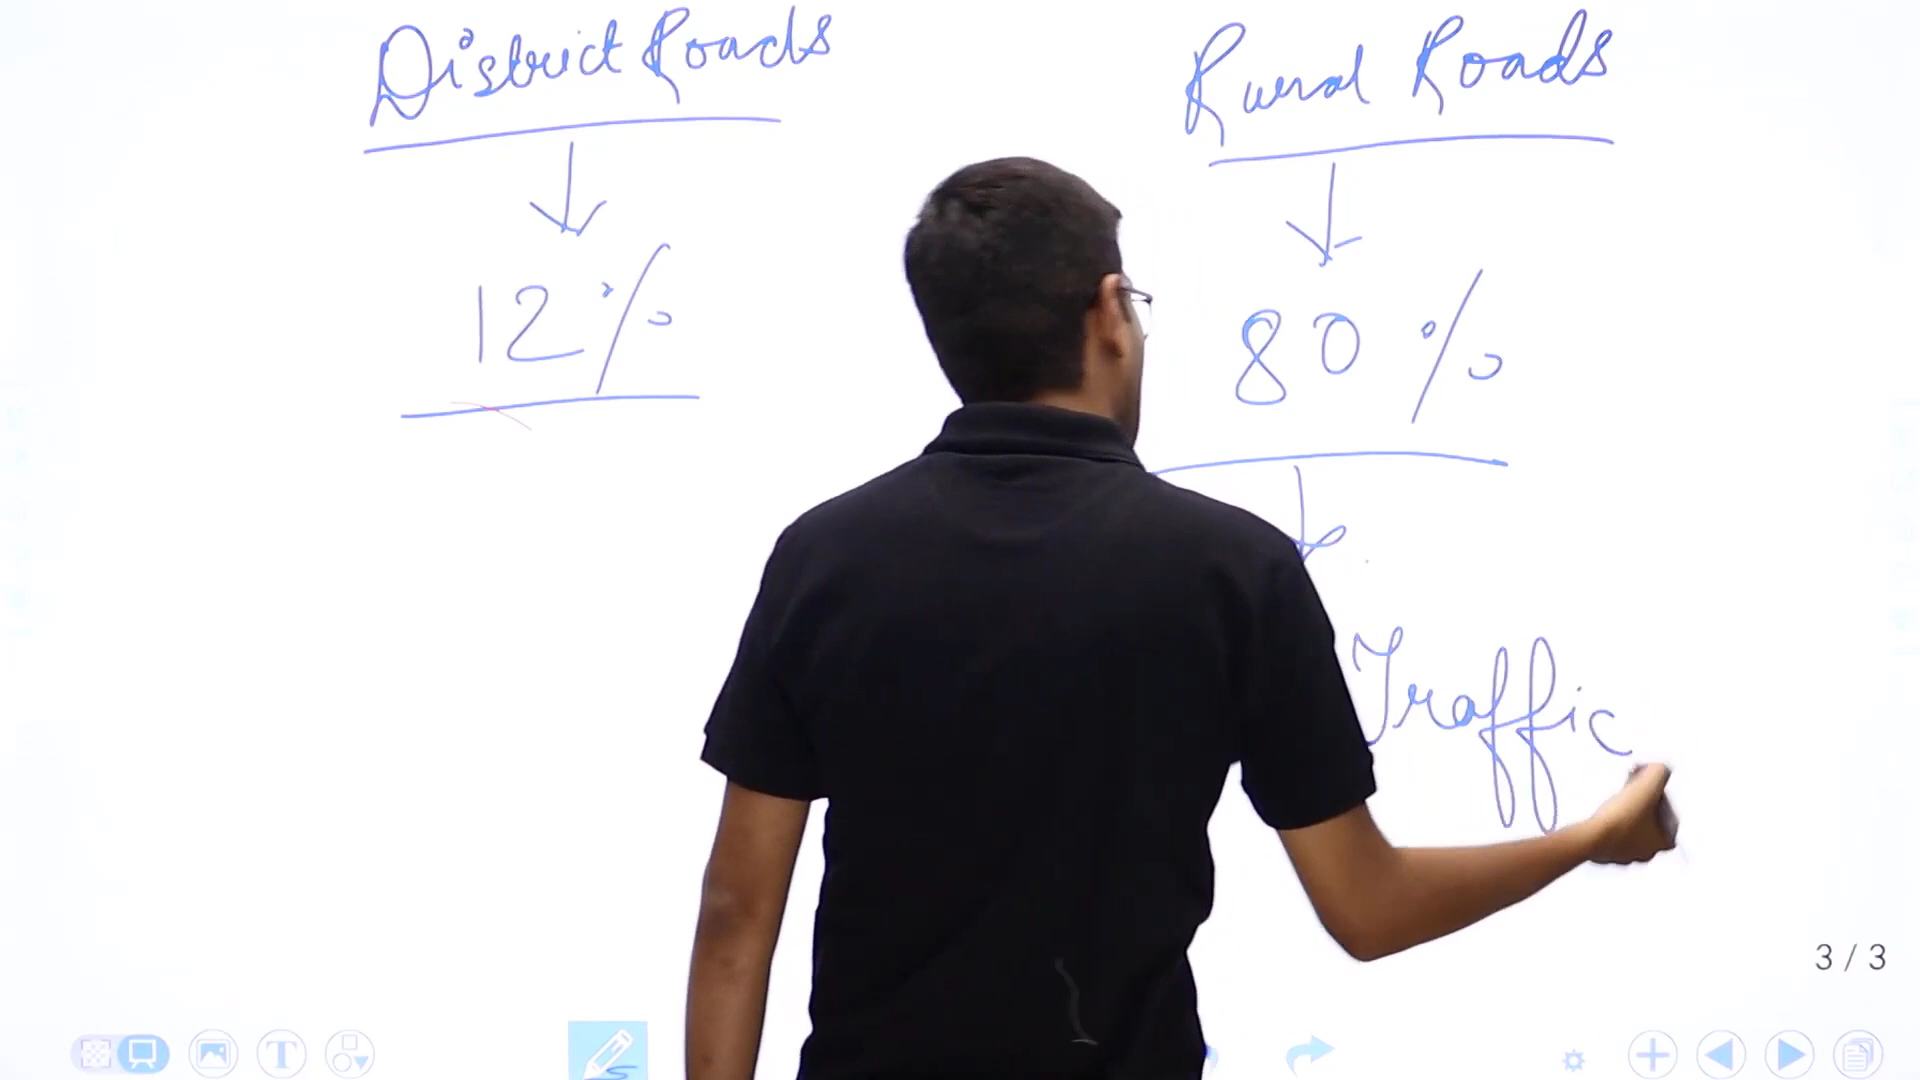 District Roads
Rural Roads
12%
80%
Traffic
3 / 3
T